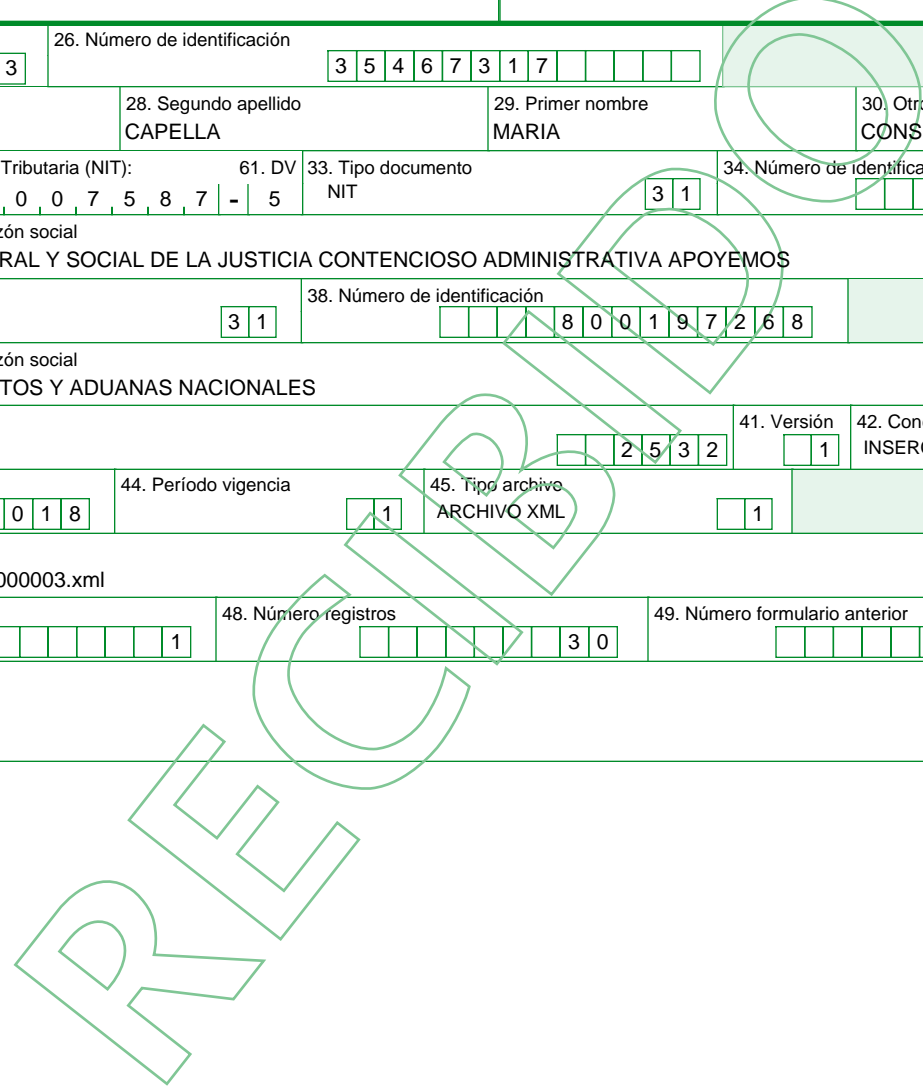 26. Número de identificación
3 3 5 4 6 7 3 1 7
28. Segundo apellido 29. Primer nombre 30. Otro
CAPELLA MARIA CONS
Tributaria (NIT): 61. DV 33. Tipo documento 34. Número de identifica
0 0 7 5 8 7 - 5 NIT 3 1
zón social
RAL Y SOCIAL DE LA JUSTICIA CONTENCIOSO ADMINISTRATIVA APOYEMOS
38. Número de identificación
3 1 8 0 0 1 9 7 2 6 8
zón social
TOS Y ADUANAS NACIONALES
41. Versión 42. Con
2 5 3 2 1 INSER
44. Período vigencia 45. Tipo archivo
0 1 8 1 ARCHIVO XML 1
000003.xml
48. Número registros 49. Número formulario anterior
1 3 0
RECIBIDO